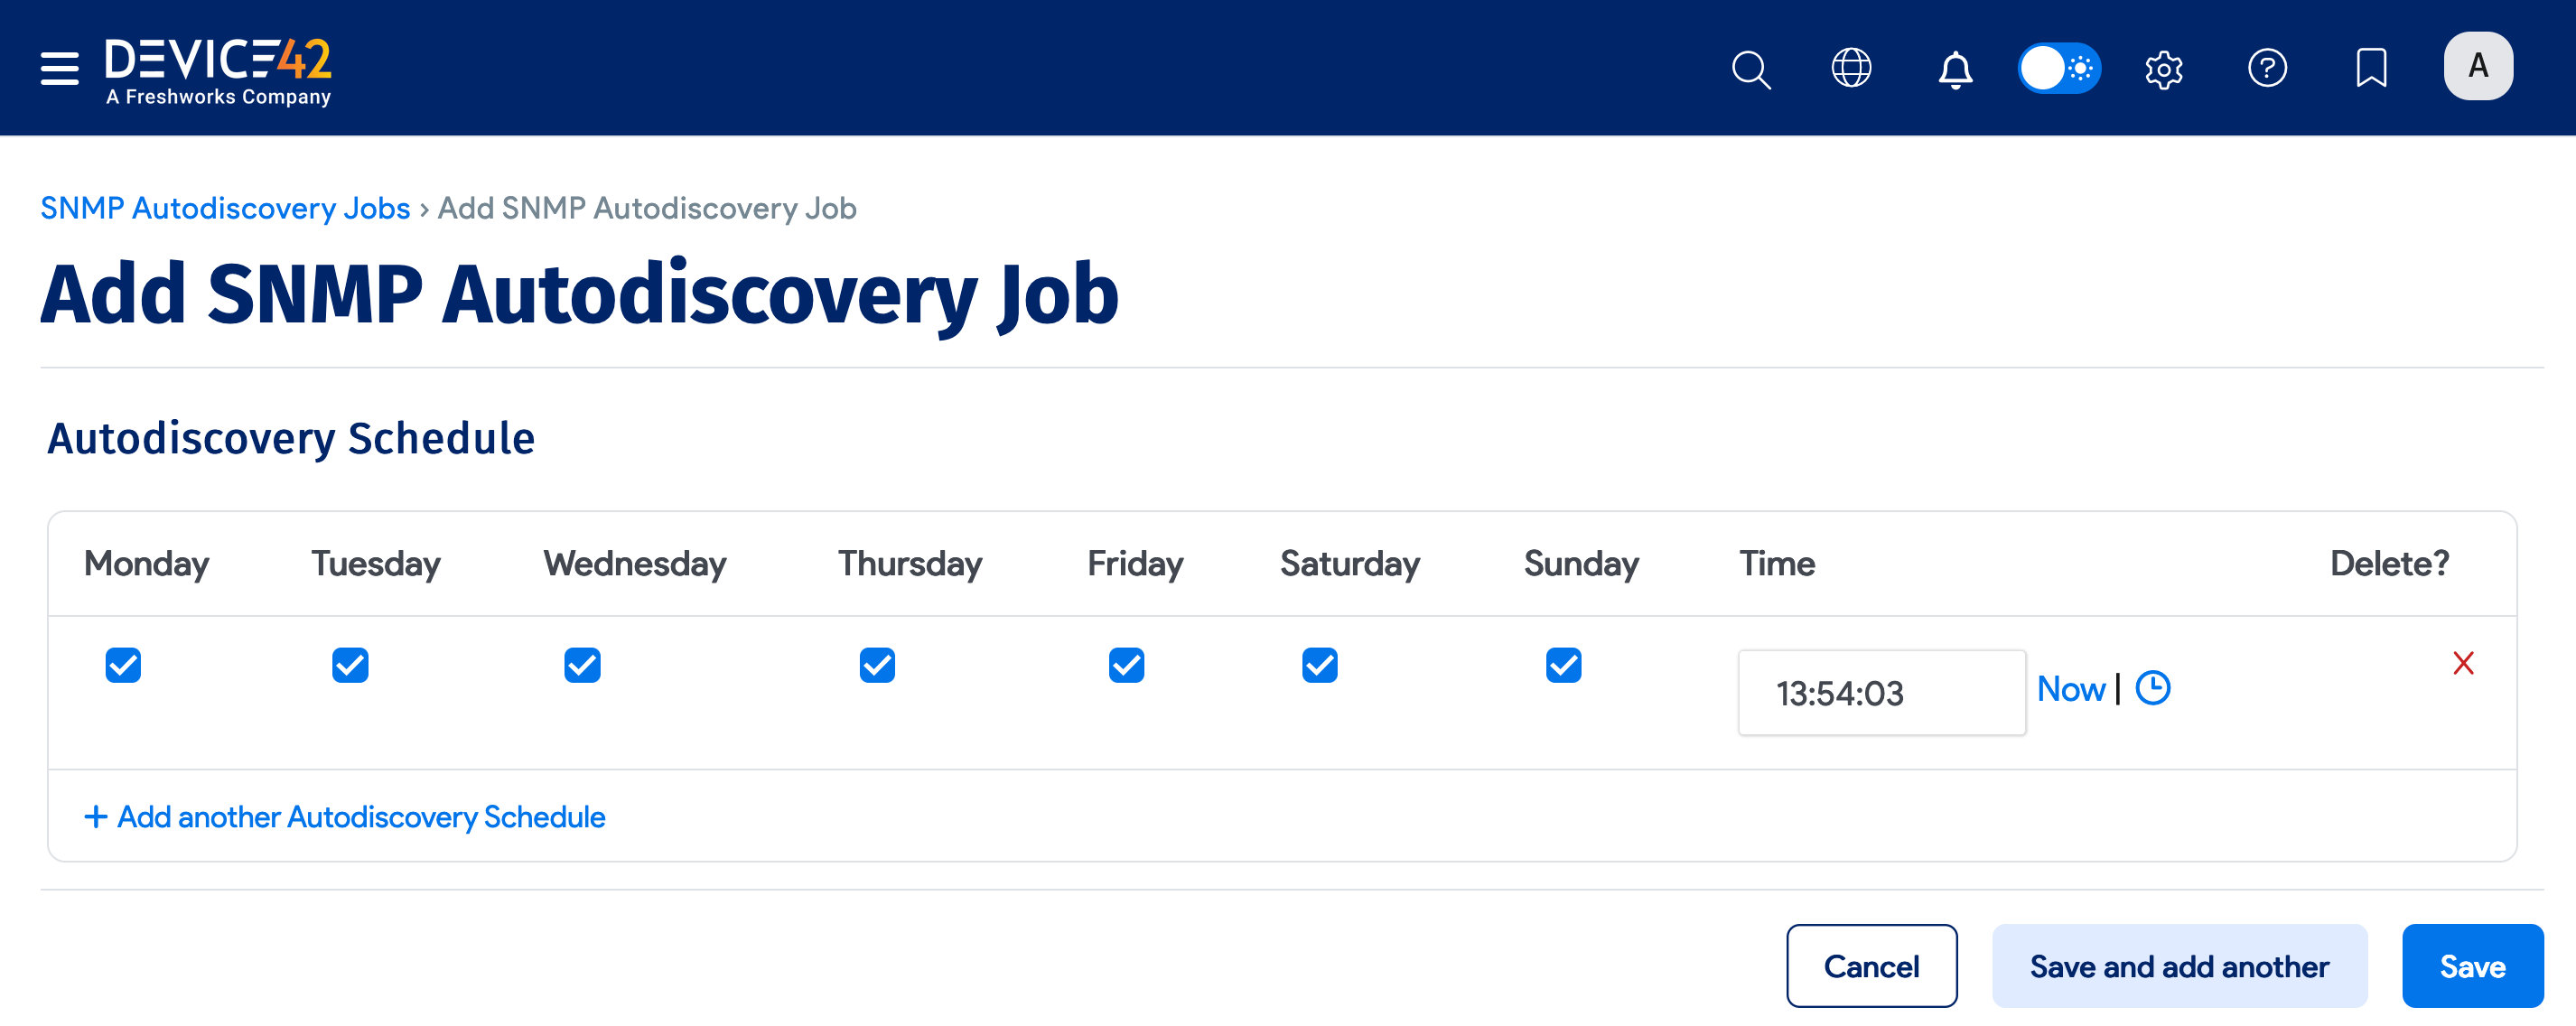 DEVICE42
A Freshworks Company
A
SNMP Autodiscovery Jobs › Add SNMP Autodiscovery Job
Add SNMP Autodiscovery Job
Autodiscovery Schedule
Monday Tuesday Wednesday Thursday Friday Saturday Sunday Time Delete?
13:54:03 Now |
+ Add another Autodiscovery Schedule
Cancel Save and add another Save